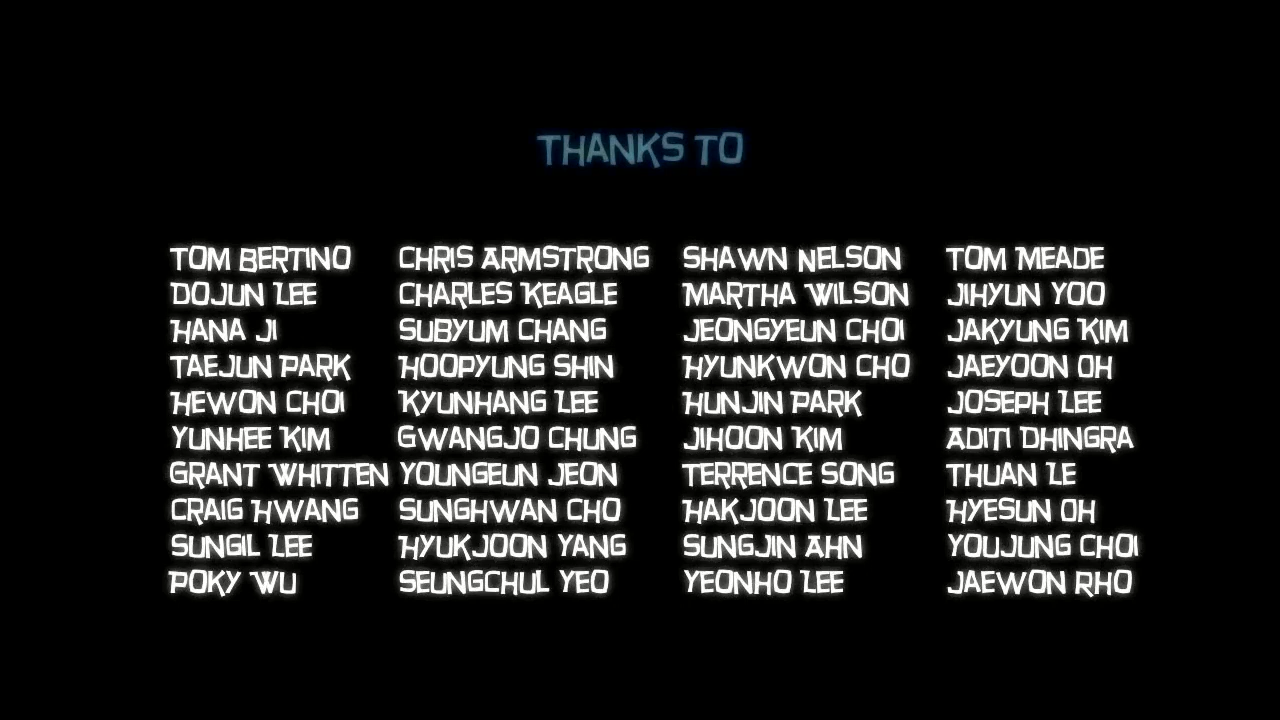 THANKS TO
TOM BERTINO CHRIS ARMSTRONG SHAWN NELSON TOM MEADE
DOJUN LEE CHARLES KEAGLE MARTHA WILSON JIHYUN YOO
HANA JI SUBYUM CHANG JEONGYEUN CHOI JAKYUNG KIM
TAEJUN PARK HOOPYUNG SHIN HYUNKWON CHO JAEYOON OH
HEWON CHOI KYUNHANG LEE HUNJIN PARK JOSEPH LEE
YUNHEE KIM GWANGJO CHUNG JIHOON KIM ADITI DHINGRA
GRANT WHITTEN YOUNGEUN JEON TERRENCE SONG THUAN LE
CRAIG HWANG SUNGHWAN CHO HAKJOON LEE HYESUN OH
SUNGIL LEE HYUKJOON YANG SUNGJIN AHN YOUJUNG CHOI
POKY WU SEUNGCHUL YEO YEONHO LEE JAEWON RHO